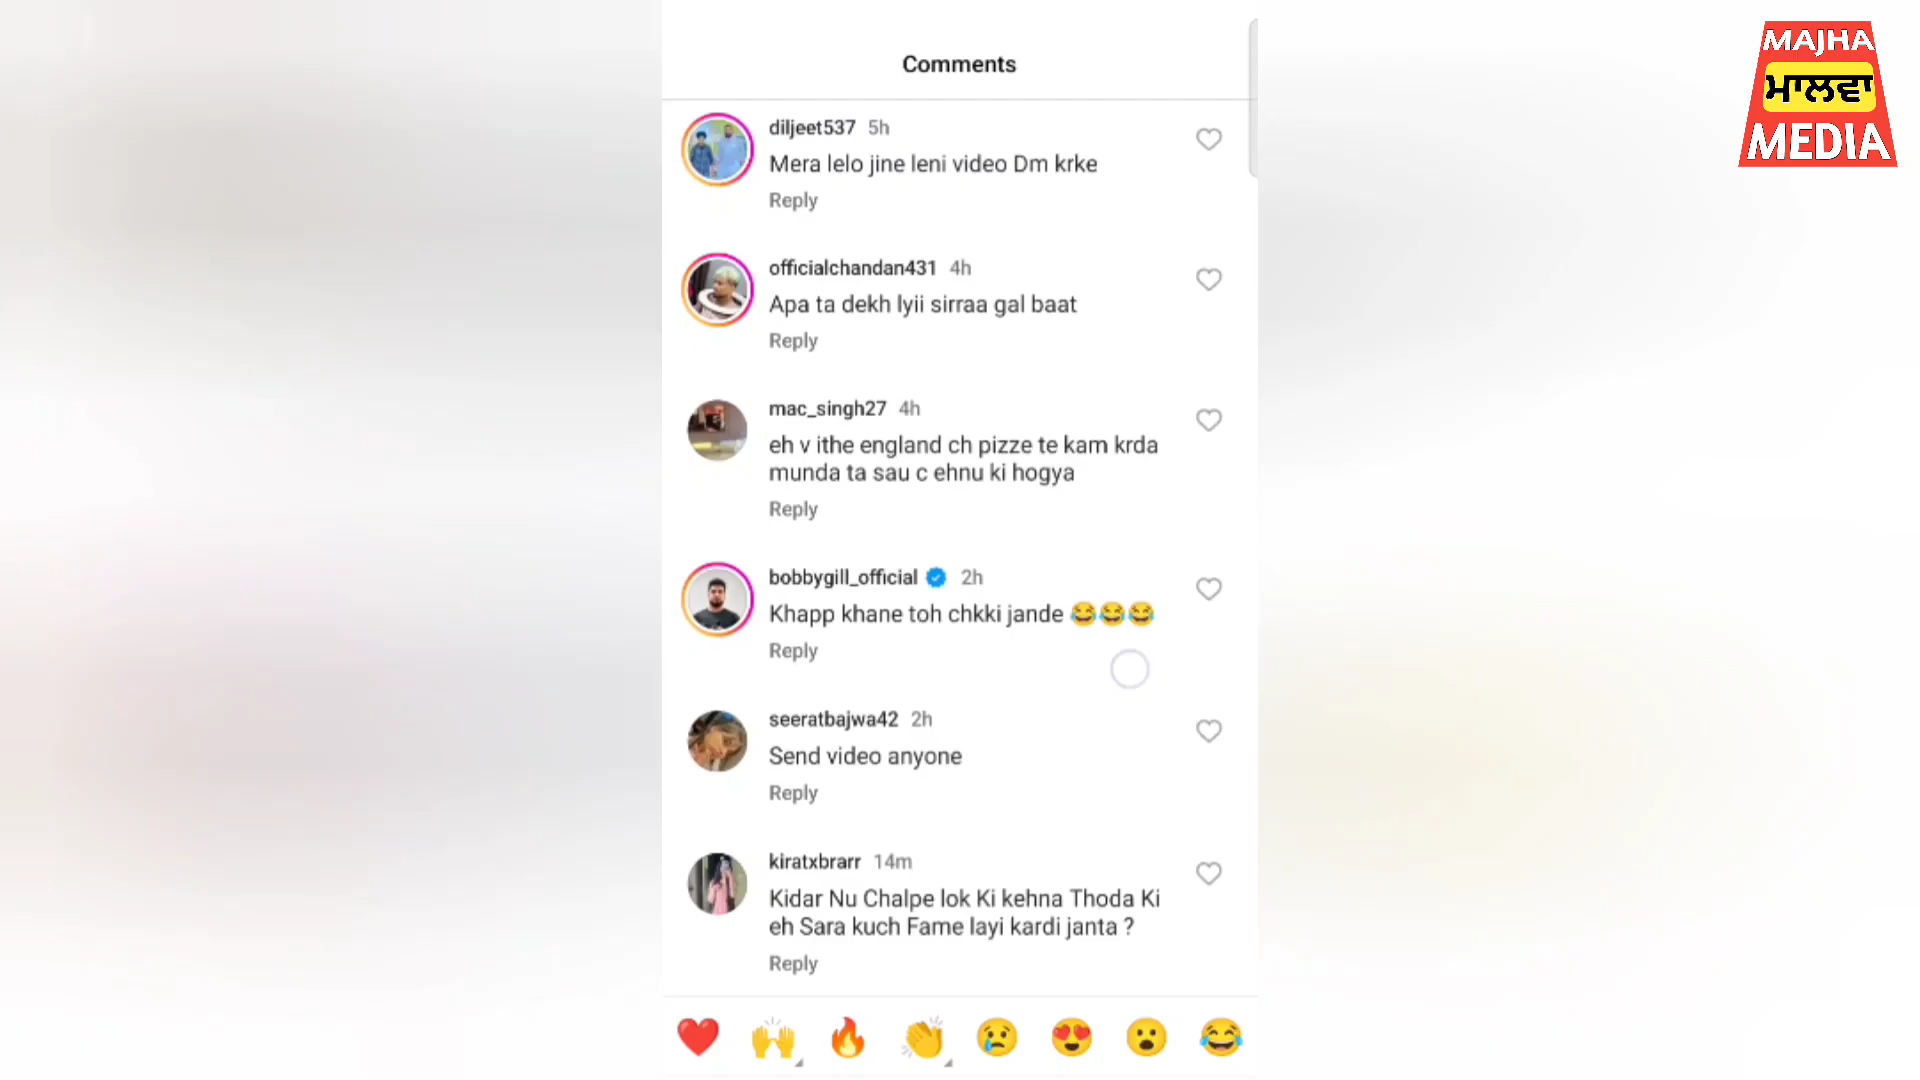 Comments
diljeet537 5h
Mera lelo jine leni video Dm krke
Reply
officialchandan431 4h
Apa ta dekh lyii sirraa gal baat
Reply
mac_singh27 4h
eh v ithe england ch pizze te kam krda
munda ta sau c ehnu ki hogya
Reply
bobbygill_official 2h
Khapp khane toh chkki jande 😂😂😂
Reply
seeratbajwa42 2h
Send video anyone
Reply
kiratxbrarr 14m
Kidar Nu Chalpe lok Ki kehna Thoda Ki
eh Sara kuch Fame layi kardi janta ?
Reply
MAJHA
ਮਾਲਵਾ
MEDIA